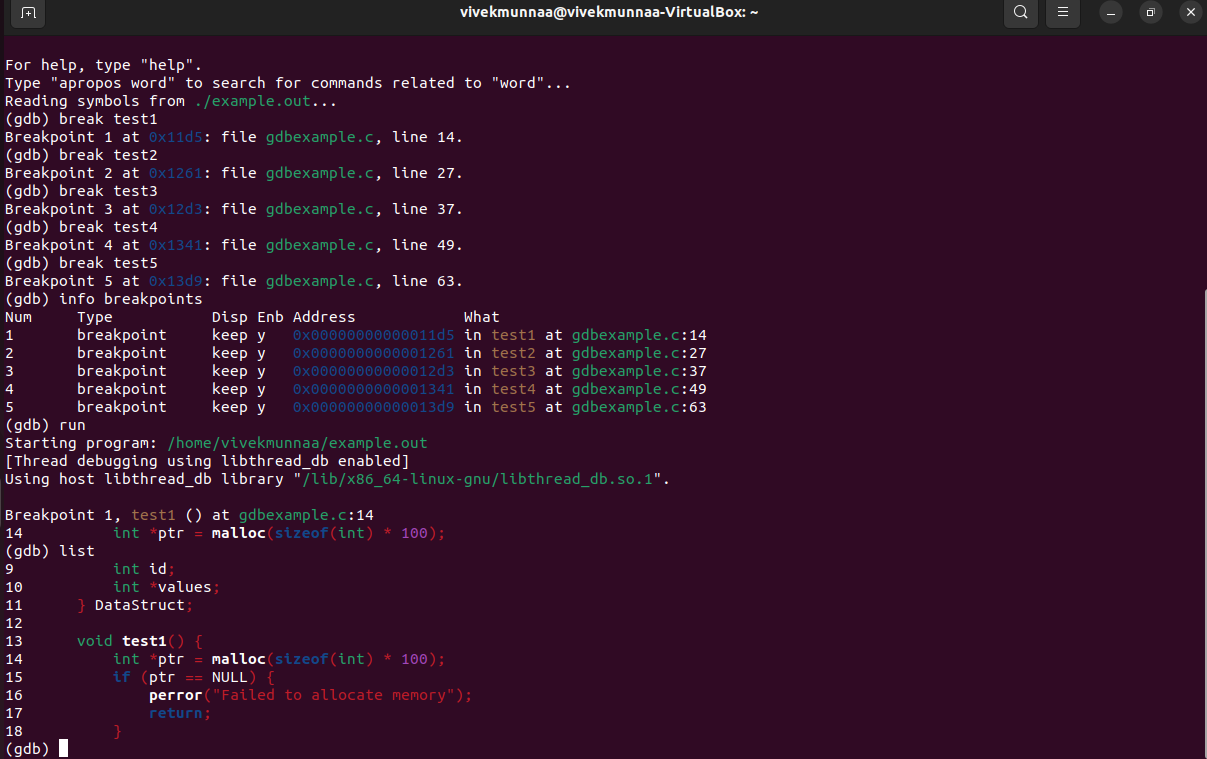 vivekmunnaa@vivekmunnaa-VirtualBox: ~
For help, type "help".
Type "apropos word" to search for commands related to "word"...
Reading symbols from ./example.out...
(gdb) break test1
Breakpoint 1 at 0x11d5: file gdbexample.c, line 14.
(gdb) break test2
Breakpoint 2 at 0x1261: file gdbexample.c, line 27.
(gdb) break test3
Breakpoint 3 at 0x12d3: file gdbexample.c, line 37.
(gdb) break test4
Breakpoint 4 at 0x1341: file gdbexample.c, line 49.
(gdb) break test5
Breakpoint 5 at 0x13d9: file gdbexample.c, line 63.
(gdb) info breakpoints
Num     Type           Disp Enb Address            What
1       breakpoint     keep y   0x00000000000011d5 in test1 at gdbexample.c:14
2       breakpoint     keep y   0x0000000000001261 in test2 at gdbexample.c:27
3       breakpoint     keep y   0x00000000000012d3 in test3 at gdbexample.c:37
4       breakpoint     keep y   0x0000000000001341 in test4 at gdbexample.c:49
5       breakpoint     keep y   0x00000000000013d9 in test5 at gdbexample.c:63
(gdb) run
Starting program: /home/vivekmunnaa/example.out
[Thread debugging using libthread_db enabled]
Using host libthread_db library "/lib/x86_64-linux-gnu/libthread_db.so.1".
Breakpoint 1, test1 () at gdbexample.c:14
14          int *ptr = malloc(sizeof(int) * 100);
(gdb) list
9           int id;
10          int *values;
11      } DataStruct;
12
13      void test1() {
14          int *ptr = malloc(sizeof(int) * 100);
15          if (ptr == NULL) {
16              perror("Failed to allocate memory");
17              return;
18          }
(gdb)